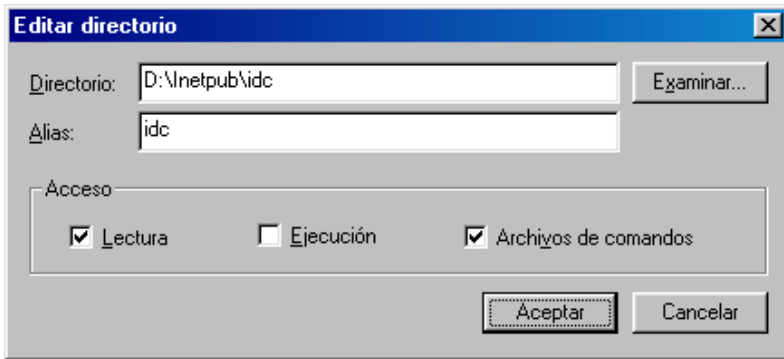 Editar directorio
Directorio: D:\Inetpub\idc Examinar...
Alias: idc
Acceso
Lectura Ejecución Archivos de comandos
Aceptar Cancelar